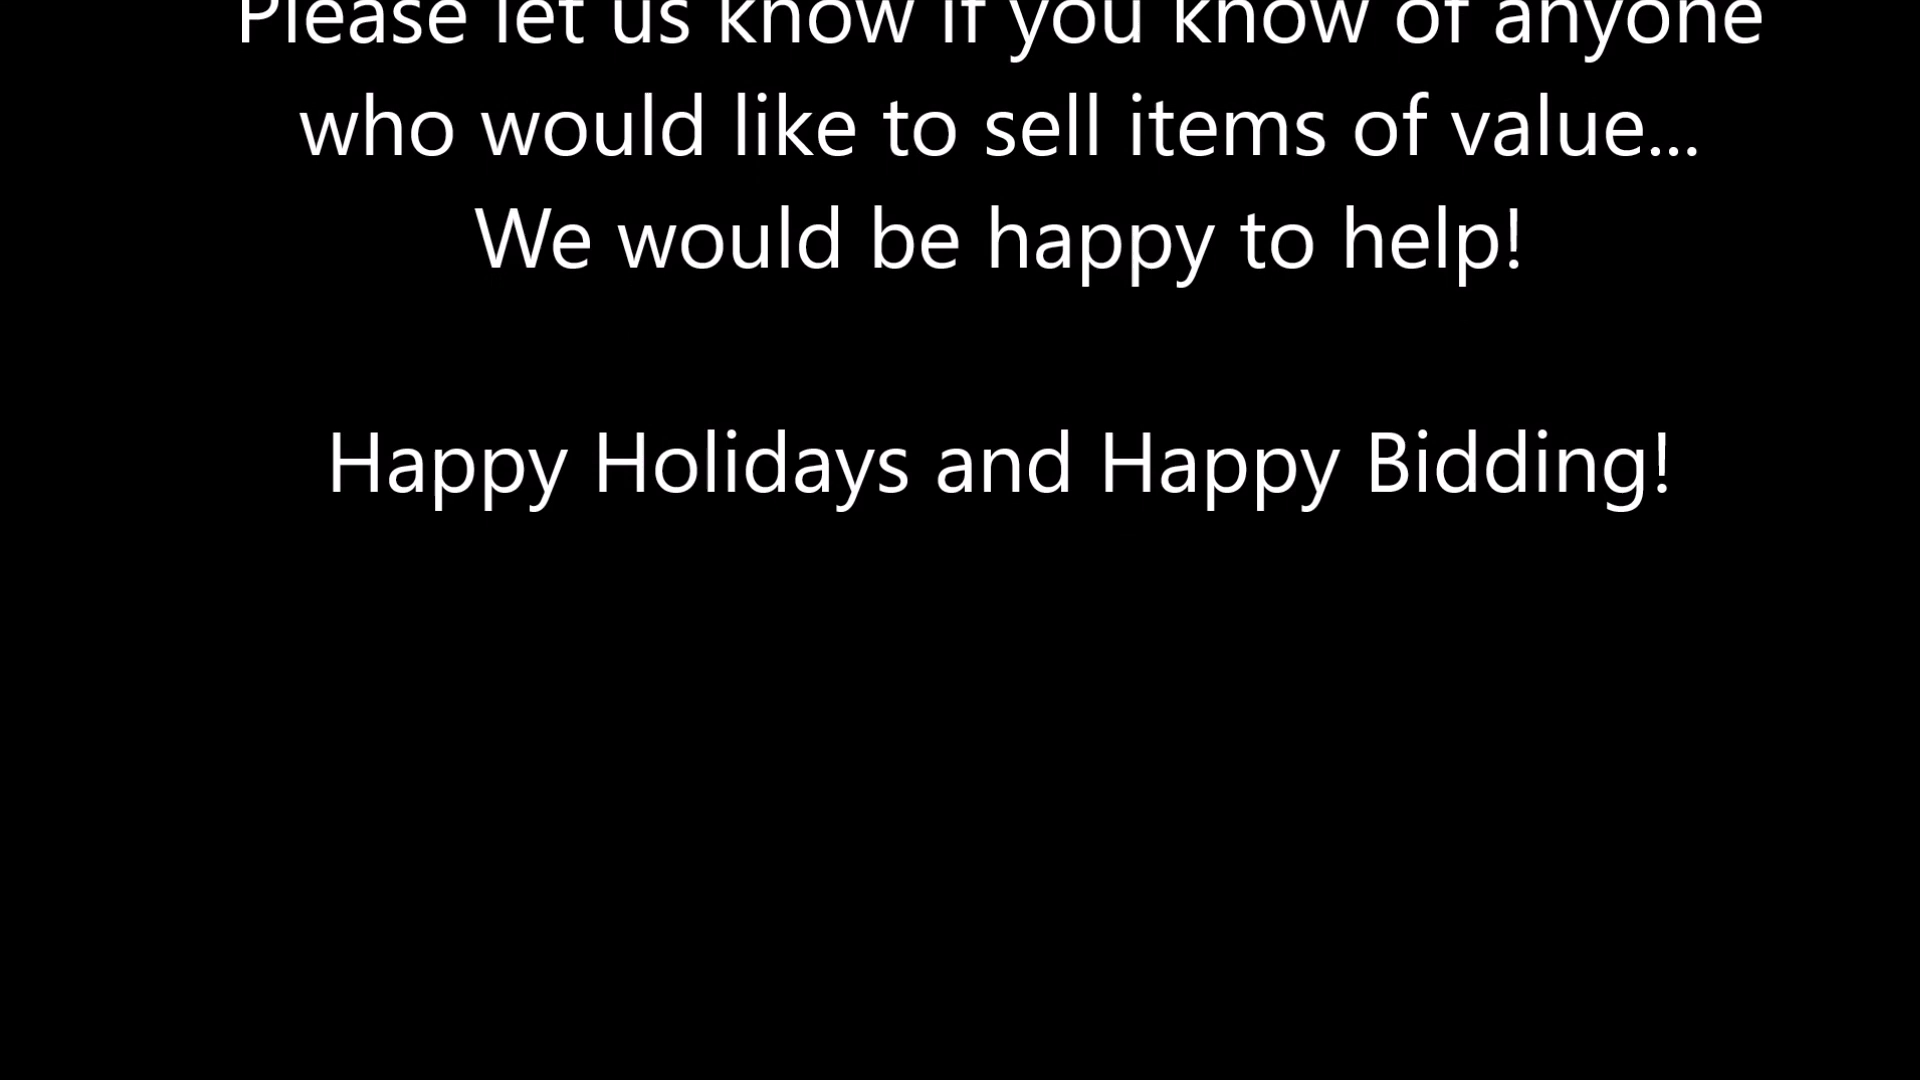 Please let us know if you know of anyone
who would like to sell items of value...
We would be happy to help!
Happy Holidays and Happy Bidding!